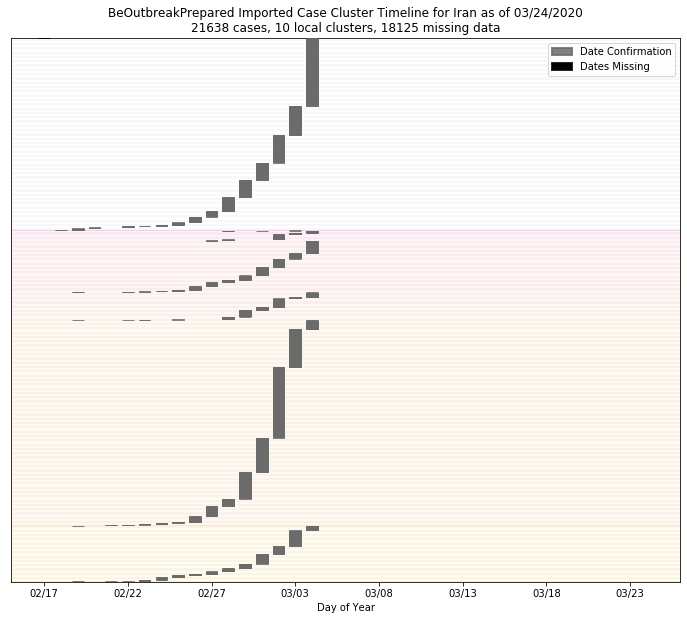 BeOutbreakPrepared Imported Case Cluster Timeline for Iran as of 03/24/2020
21638 cases, 10 local clusters, 18125 missing data
Date Confirmation
Dates Missing
02/17 02/22 02/27 03/03 03/08 03/13 03/18 03/23
Day of Year